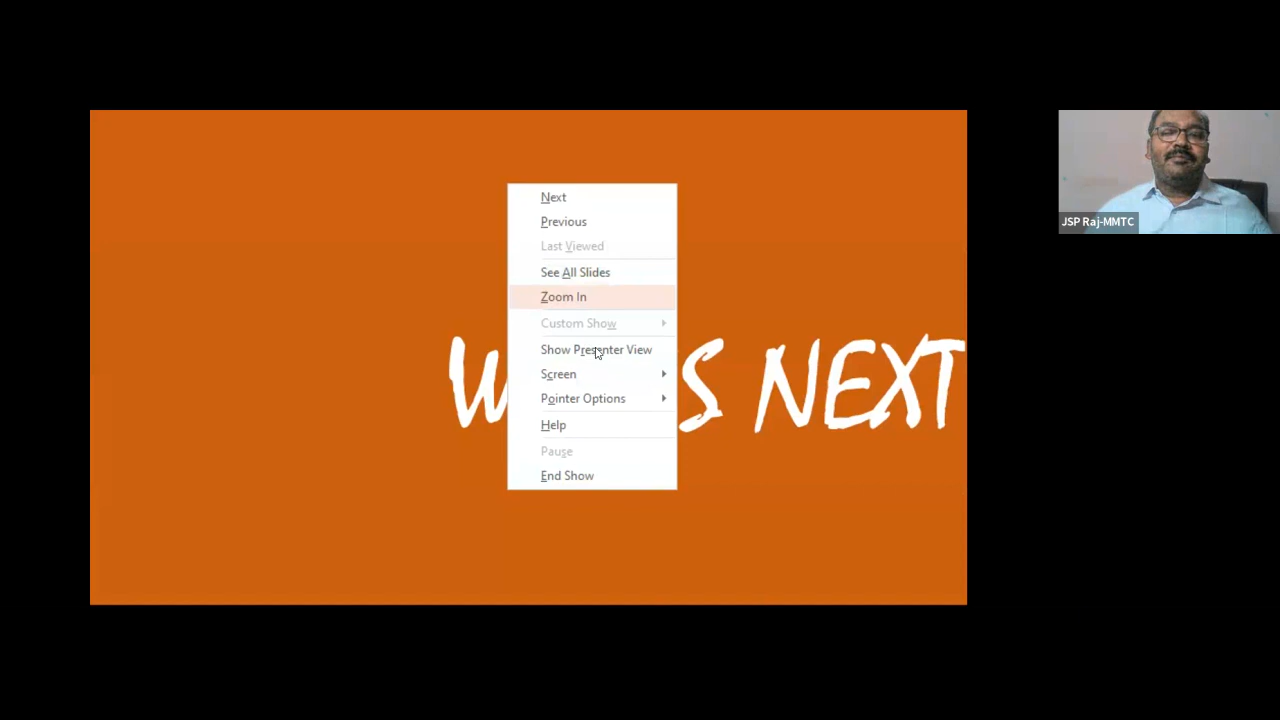 Next
Previous
Last Viewed
See All Slides
Zoom In
Custom Show
Show Presenter View
Screen
Pointer Options
Help
Pause
End Show
S NEXT
JSP Raj-MMTC